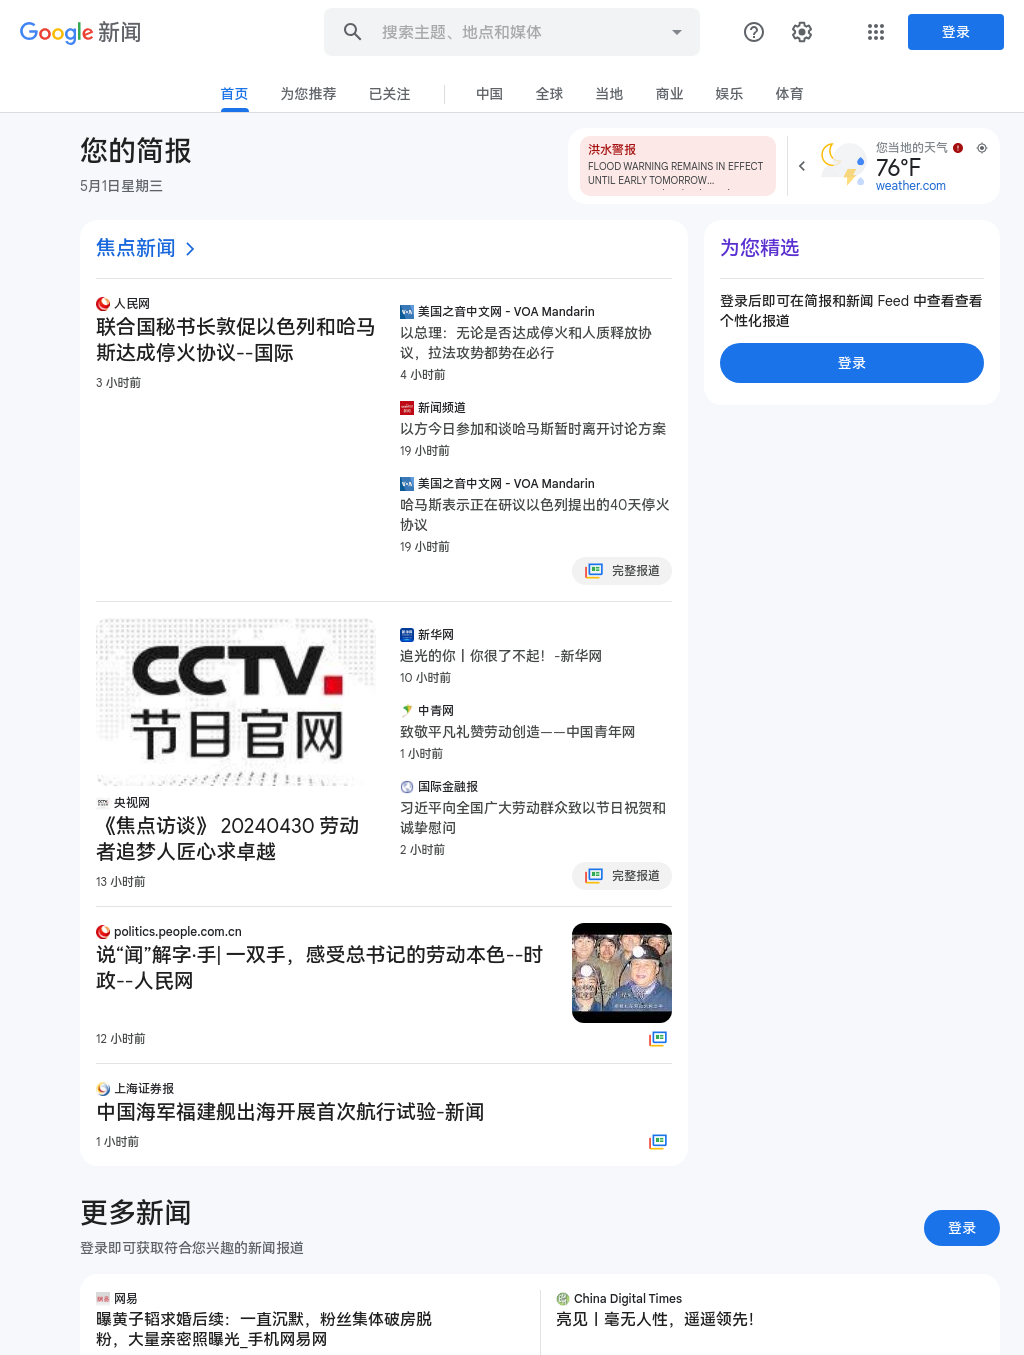 Google 新闻
搜索主题、地点和媒体
登录
首页
为您推荐
已关注
中国
全球
当地
商业
娱乐
体育
您的简报
5月1日星期三
洪水警报
FLOOD WARNING REMAINS IN EFFECT
UNTIL EARLY TOMORROW...
您当地的天气
76°F
weather.com
焦点新闻
人民网
联合国秘书长敦促以色列和哈马
斯达成停火协议--国际
3 小时前
美国之音中文网 - VOA Mandarin
以总理：无论是否达成停火和人质释放协
议，拉法攻势都势在必行
4 小时前
新闻频道
以方今日参加和谈哈马斯暂时离开讨论方案
19 小时前
美国之音中文网 - VOA Mandarin
哈马斯表示正在研议以色列提出的40天停火
协议
19 小时前
完整报道
CCTV
节目官网
央视网
《焦点访谈》 20240430 劳动
者追梦人匠心求卓越
13 小时前
新华网
追光的你丨你很了不起！-新华网
10 小时前
中青网
致敬平凡礼赞劳动创造——中国青年网
1 小时前
国际金融报
习近平向全国广大劳动群众致以节日祝贺和
诚挚慰问
2 小时前
完整报道
politics.people.com.cn
说“闻”解字·手| 一双手，感受总书记的劳动本色--时
政--人民网
12 小时前
上海证券报
中国海军福建舰出海开展首次航行试验-新闻
1 小时前
为您精选
登录后即可在简报和新闻 Feed 中查看查看
个性化报道
登录
更多新闻
登录即可获取符合您兴趣的新闻报道
登录
网易
曝黄子韬求婚后续：一直沉默，粉丝集体破房脱
粉，大量亲密照曝光_手机网易网
China Digital Times
亮见丨毫无人性，遥遥领先！